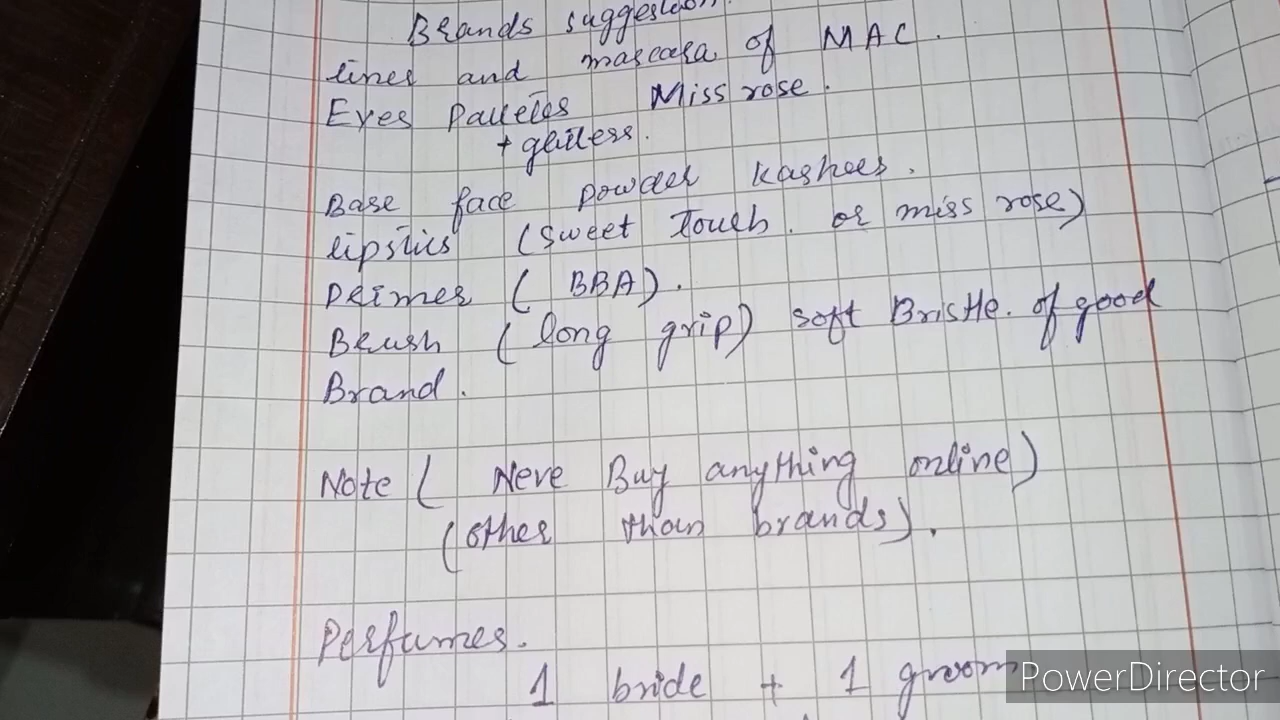 Brands suggestion.
liner and mascara of MAC.
Eyes Palletes Miss rose.
+ glitters.
Base face powder Kashees.
lipstics (Sweet Touch. or miss rose)
Primer (BBA).
Brush (long grip) soft Bristle. of good
Brand.
Note ( Neve Buy anything online)
(other than brands).
Perfumes.
1 bride + 1 groom
PowerDirector